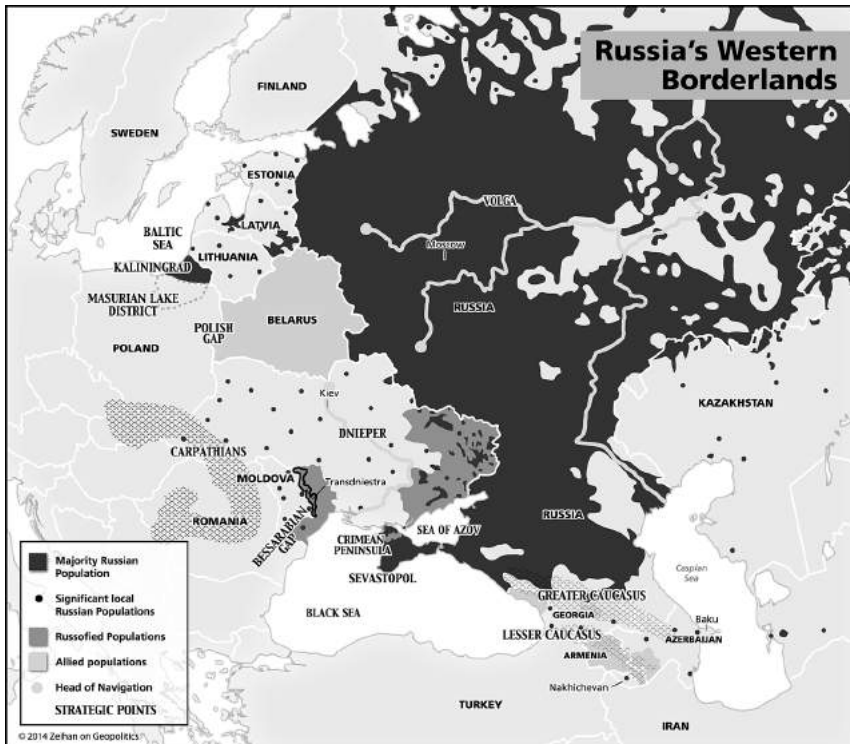 Russia's Western
Borderlands
FINLAND
SWEDEN
ESTONIA
VOLGA
BALTIC
SEA
LATVIA
Moscow
LITHUANIA
KALININGRAD
MASURIAN LAKE
DISTRICT
RUSSIA
BELARUS
POLISH
GAP
POLAND
Kiev
KAZAKHSTAN
DNIEPER
CARPATHIANS
MOLDOVA
Transdniestra
ROMANIA
BESSARABIAN
GAP
SEA OF AZOV
RUSSIA
CRIMEAN
PENINSULA
SEVASTOPOL
Caspian
Sea
GREATER CAUCASUS
BLACK SEA
GEORGIA
Baku
LESSER CAUCASUS
AZERBAIJAN
ARMENIA
Nakhichevan
TURKEY
IRAN
Majority Russian
Population
Significant local
Russian Populations
Russofied Populations
Allied populations
Head of Navigation
STRATEGIC POINTS
© 2014 Zeihan on Geopolitics